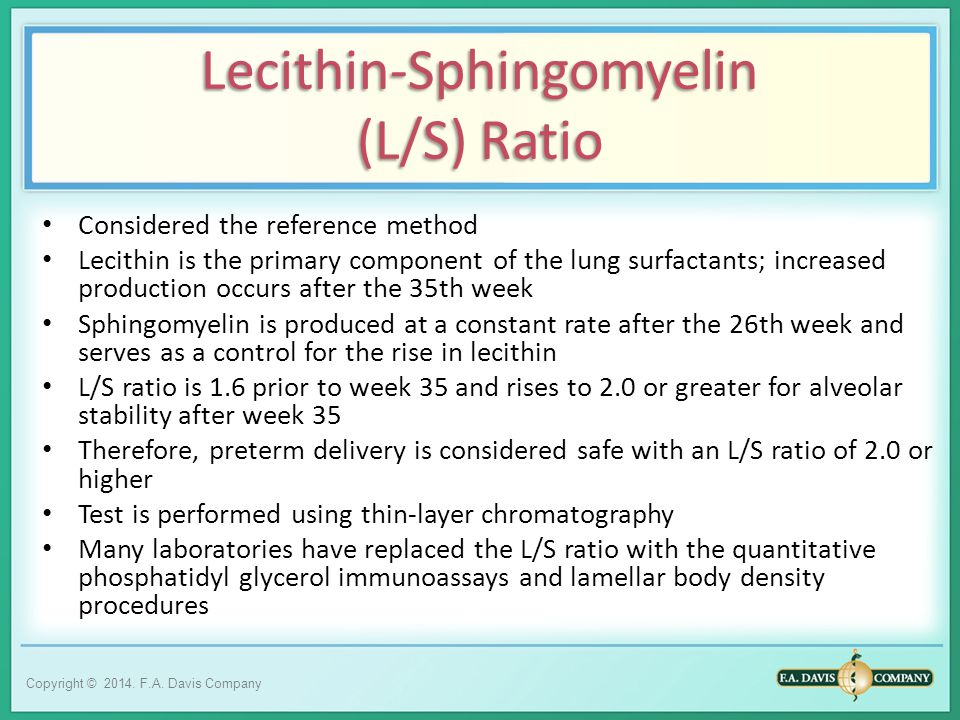 Lecithin-Sphingomyelin
(L/S) Ratio
• Considered the reference method
• Lecithin is the primary component of the lung surfactants; increased
production occurs after the 35th week
• Sphingomyelin is produced at a constant rate after the 26th week and
serves as a control for the rise in lecithin
• L/S ratio is 1.6 prior to week 35 and rises to 2.0 or greater for alveolar
stability after week 35
• Therefore, preterm delivery is considered safe with an L/S ratio of 2.0 or
higher
• Test is performed using thin-layer chromatography
• Many laboratories have replaced the L/S ratio with the quantitative
phosphatidyl glycerol immunoassays and lamellar body density
procedures
Copyright © 2014. F.A. Davis Company
F.A. DAVIS COMPANY